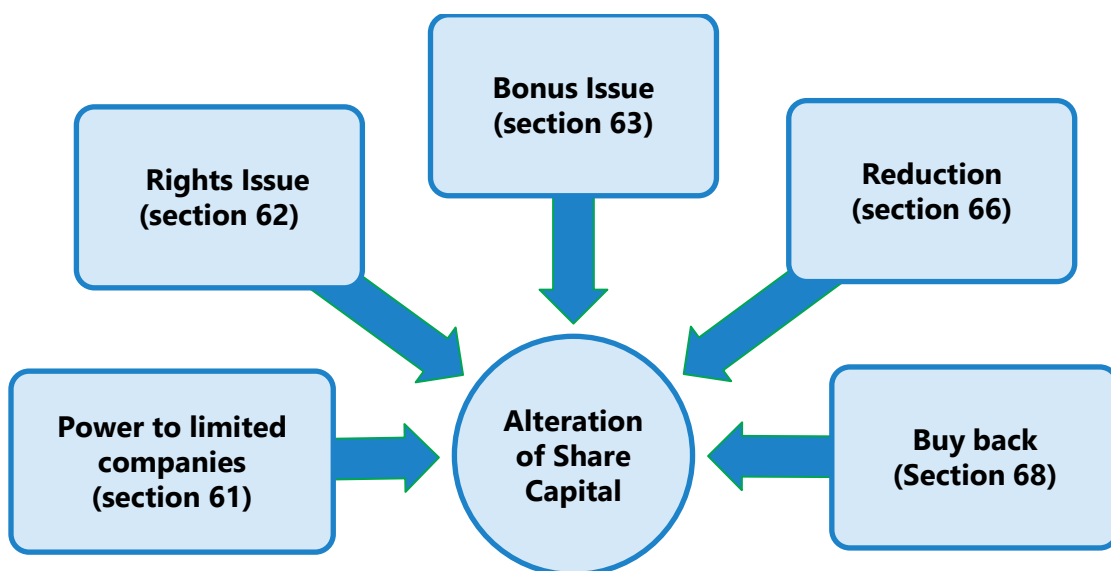 Bonus Issue
(section 63)
Rights Issue
(section 62)
Reduction
(section 66)
Power to limited
companies
(section 61)
Alteration
of Share
Capital
Buy back
(Section 68)